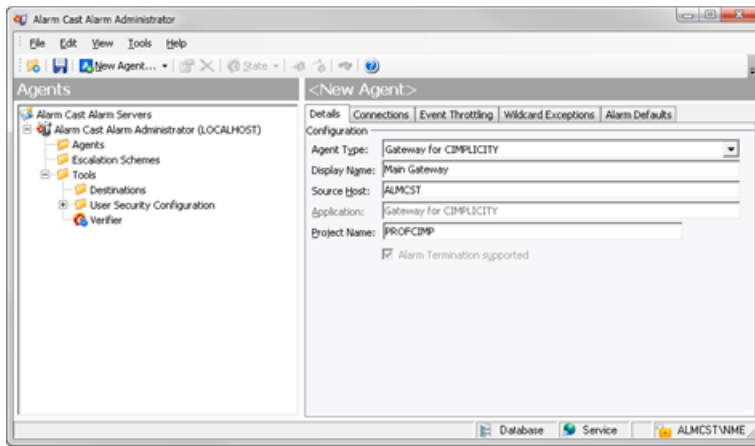 Alarm Cast Alarm Administrator
File Edit View Tools Help
New Agent... State
Agents
<New Agent>
Alarm Cast Alarm Servers
Alarm Cast Alarm Administrator (LOCALHOST)
Agents
Escalation Schemes
Tools
Destinations
User Security Configuration
Verifier
Details Connections Event Throttling Wildcard Exceptions Alarm Defaults
Configuration
Agent Type: Gateway for CIMPLICITY
Display Name: Main Gateway
Source Host: ALMCST
Application: Gateway for CIMPLICITY
Project Name: PROFCIMP
Alarm Termination supported
Database Service ALMCST\NME